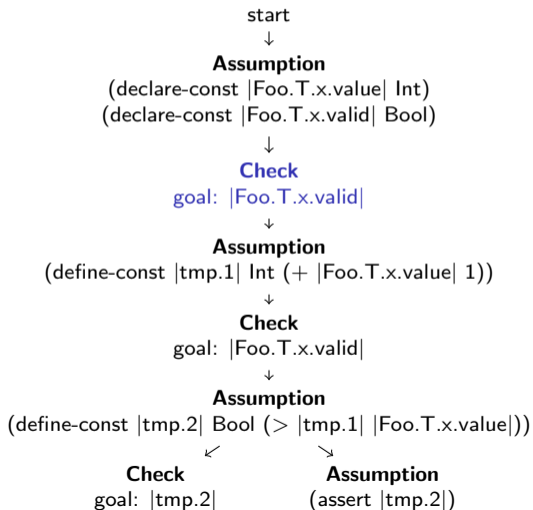 start
↓
Assumption
(declare-const |Foo.T.x.value| Int)
(declare-const |Foo.T.x.valid| Bool)
↓
Check
goal: |Foo.T.x.valid|
↓
Assumption
(define-const |tmp.1| Int (+ |Foo.T.x.value| 1))
↓
Check
goal: |Foo.T.x.valid|
↓
Assumption
(define-const |tmp.2| Bool (> |tmp.1| |Foo.T.x.value|))
↙ ↘
Check
goal: |tmp.2|
Assumption
(assert |tmp.2|)